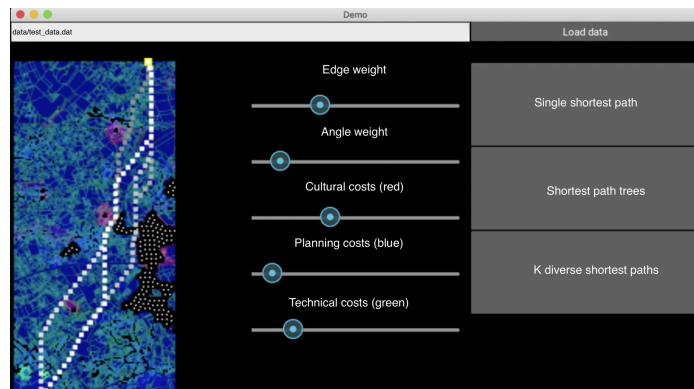 Demo
data/test_data.dat
Load data
Edge weight
Single shortest path
Angle weight
Cultural costs (red)
Shortest path trees
Planning costs (blue)
K diverse shortest paths
Technical costs (green)